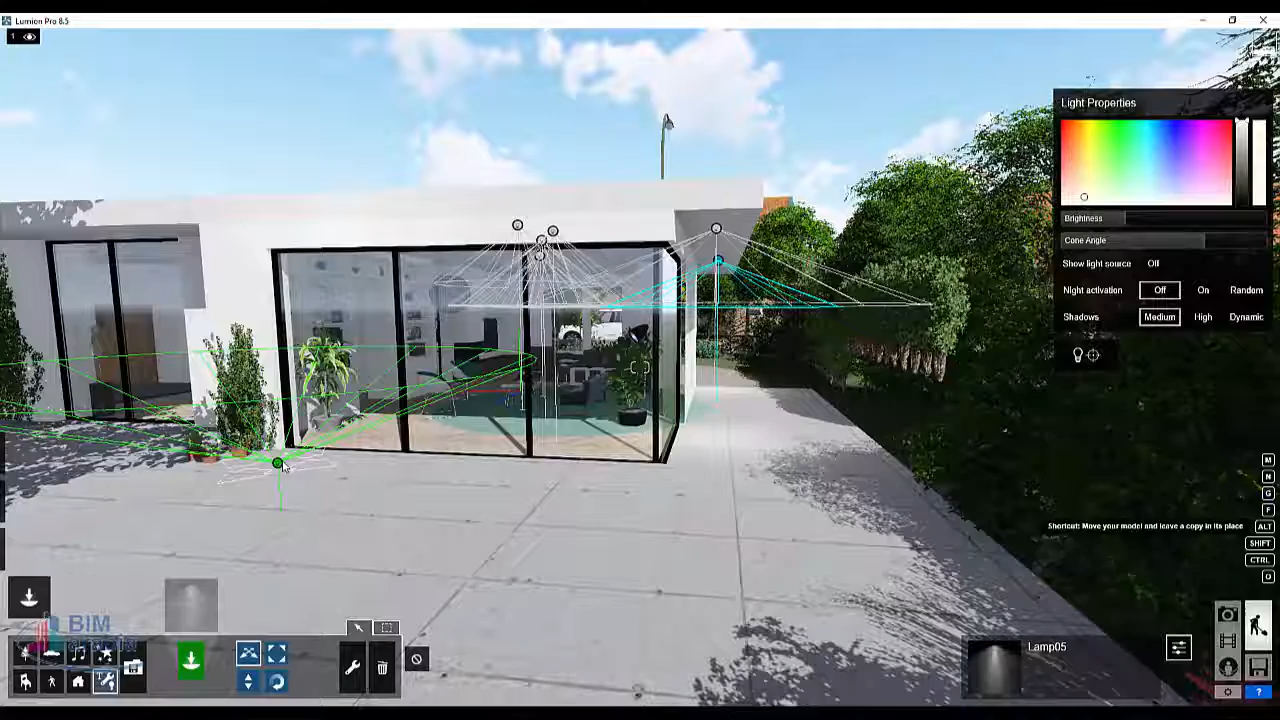 Lumion Pro 8.5
1
Light Properties
Brightness
Cone Angle
Show light source Off
Night activation Off On Random
Shadows Medium High Dynamic
M
N
G
F
Shortcut: Move your model and leave a copy in its place ALT
SHIFT
CTRL
O
BIM
Lamp05
?